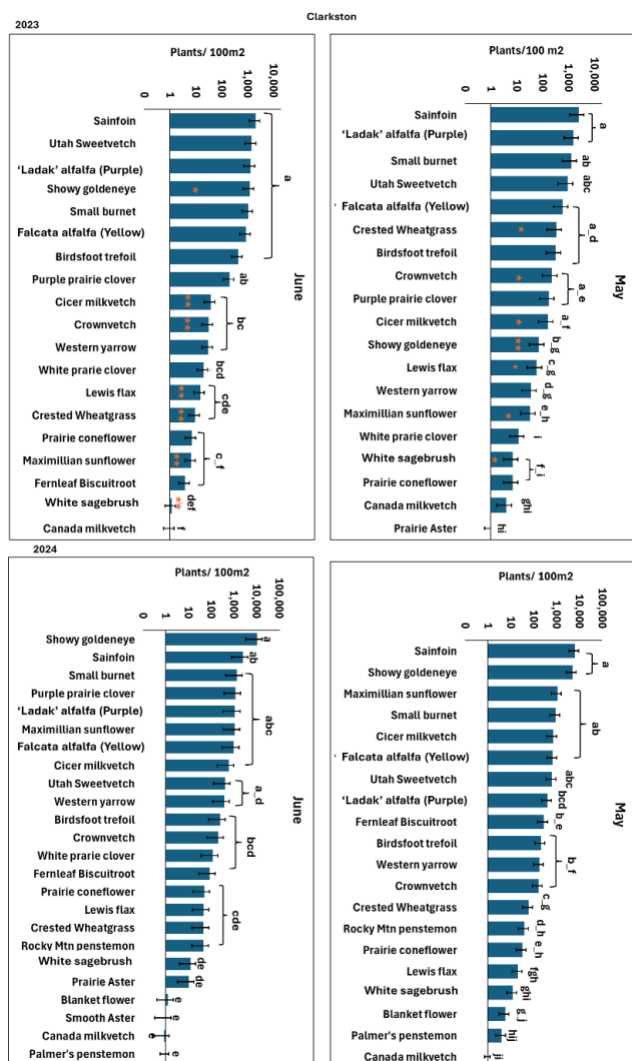 Clarkston
2023
Plants/ 100m2
0
1
10
100
1,000
10,000
Sainfoin
Utah Sweetvetch
'Ladak' alfalfa (Purple)
Showy goldeneye
*
Small burnet
Falcata alfalfa (Yellow)
Birdsfoot trefoil
a
Purple prairie clover
ab
Cicer milkvetch
**
Crownvetch
**
Western yarrow
bc
White prairie clover
bcd
Lewis flax
**
Crested Wheatgrass
**
cde
Prairie coneflower
Maximillian sunflower
**
Fernleaf Biscuitroot
c_f
White sagebrush
**
def
Canada milkvetch
f
June
Plants/100 m2
0
1
10
100
1,000
10,000
Sainfoin
'Ladak' alfalfa (Purple)
a
Small burnet
ab
Utah Sweetvetch
abc
' Falcata alfalfa (Yellow)
Crested Wheatgrass
*
Birdsfoot trefoil
a_d
Crownvetch
*
Purple prairie clover
a_e
Cicer milkvetch
*
a_f
Showy goldeneye
**
b_g
Lewis flax
*
c_g
Western yarrow
d_g
Maximillian sunflower
*
e_h
White prarie clover
i
White sagebrush
*
Prairie coneflower
f_i
Canada milkvetch
ghi
Prairie Aster
hi
May
2024
Plants/ 100m2
0
1
10
100
1,000
10,000
100,000
Showy goldeneye
a
Sainfoin
ab
Small burnet
Purple prairie clover
'Ladak' alfalfa (Purple)
Maximillian sunflower
Falcata alfalfa (Yellow)
Cicer milkvetch
abc
Utah Sweetvetch
Western yarrow
a_d
Birdsfoot trefoil
Crownvetch
White prarie clover
Fernleaf Biscuitroot
bcd
Prairie coneflower
Lewis flax
Crested Wheatgrass
Rocky Mtn penstemon
cde
White sagebrush
de
Prairie Aster
de
Blanket flower
e
Smooth Aster
e
Canada milkvetch
e
Palmer's penstemon
e
June
Plants/ 100m2
0
1
10
100
1,000
10,000
100,000
Sainfoin
Showy goldeneye
a
Maximillian sunflower
Small burnet
Cicer milkvetch
' Falcata alfalfa (Yellow)
ab
Utah Sweetvetch
abc
'Ladak' alfalfa (Purple)
bcd
Fernleaf Biscuitroot
b_e
Birdsfoot trefoil
Western yarrow
Crownvetch
b_f
Crested Wheatgrass
c_g
Rocky Mtn penstemon
d_h
Prairie coneflower
e_h
Lewis flax
fgh
White sagebrush
ghi
Blanket flower
g_j
Palmer's penstemon
hij
Canada milkvetch
ji
May